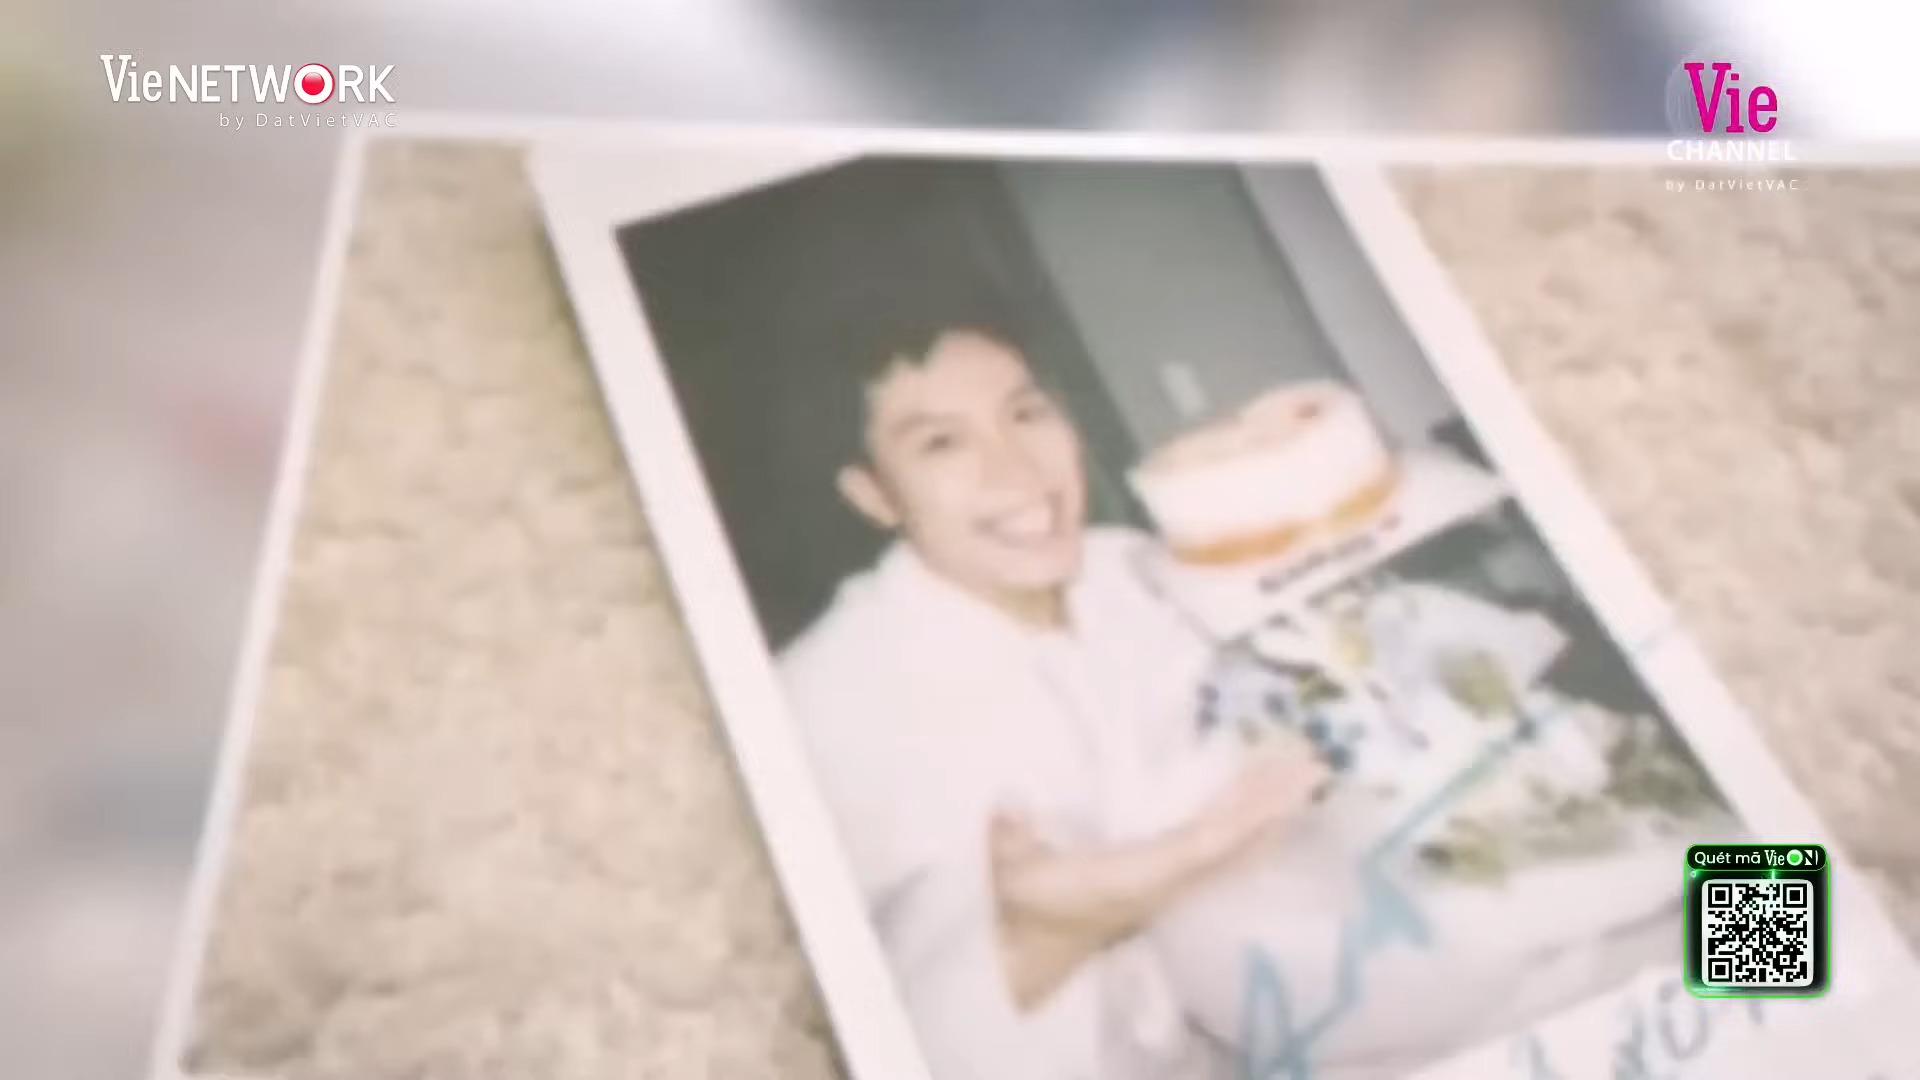 VieNETWORK
by DatVietVAC
Vie
CHANNEL
by DatVietVAC
Quét mã VieON